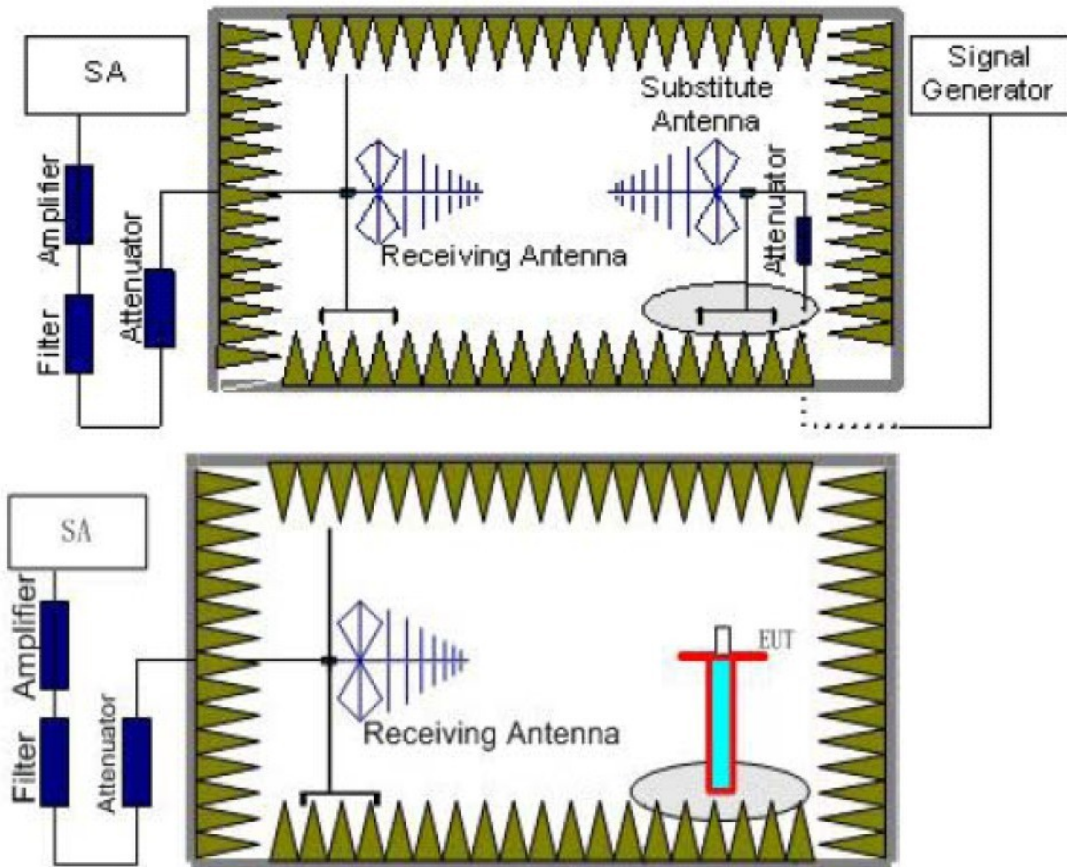 SA
Signal
Generator
Substitute
Antenna
Amplifier
Attenuator
Filter
Receiving Antenna
Attenuator
SA
Amplifier
Filter
Attenuator
Receiving Antenna
EUT